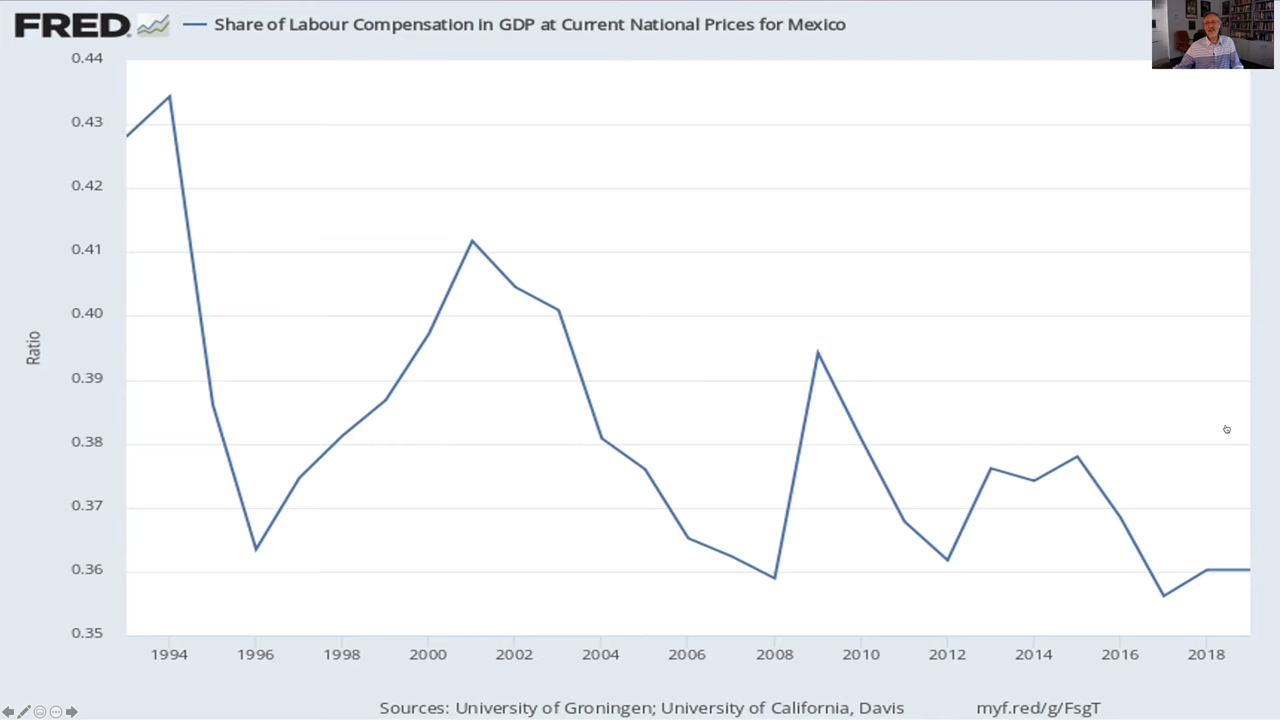 FRED
Share of Labour Compensation in GDP at Current National Prices for Mexico
0.44
0.43
0.42
0.41
0.40
0.39
0.38
0.37
0.36
0.35
Ratio
1994 1996 1998 2000 2002 2004 2006 2008 2010 2012 2014 2016 2018
Sources: University of Groningen; University of California, Davis myf.red/g/FsgT